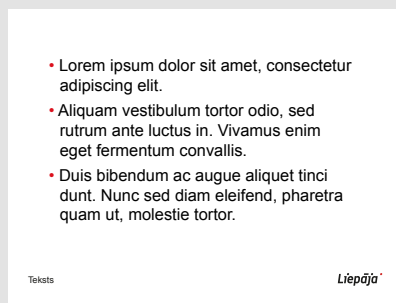 • Lorem ipsum dolor sit amet, consectetur
adipiscing elit.
• Aliquam vestibulum tortor odio, sed
rutrum ante luctus in. Vivamus enim
eget fermentum convallis.
• Duis bibendum ac augue aliquet tinci
dunt. Nunc sed diam eleifend, pharetra
quam ut, molestie tortor.
Teksts
Liepāja